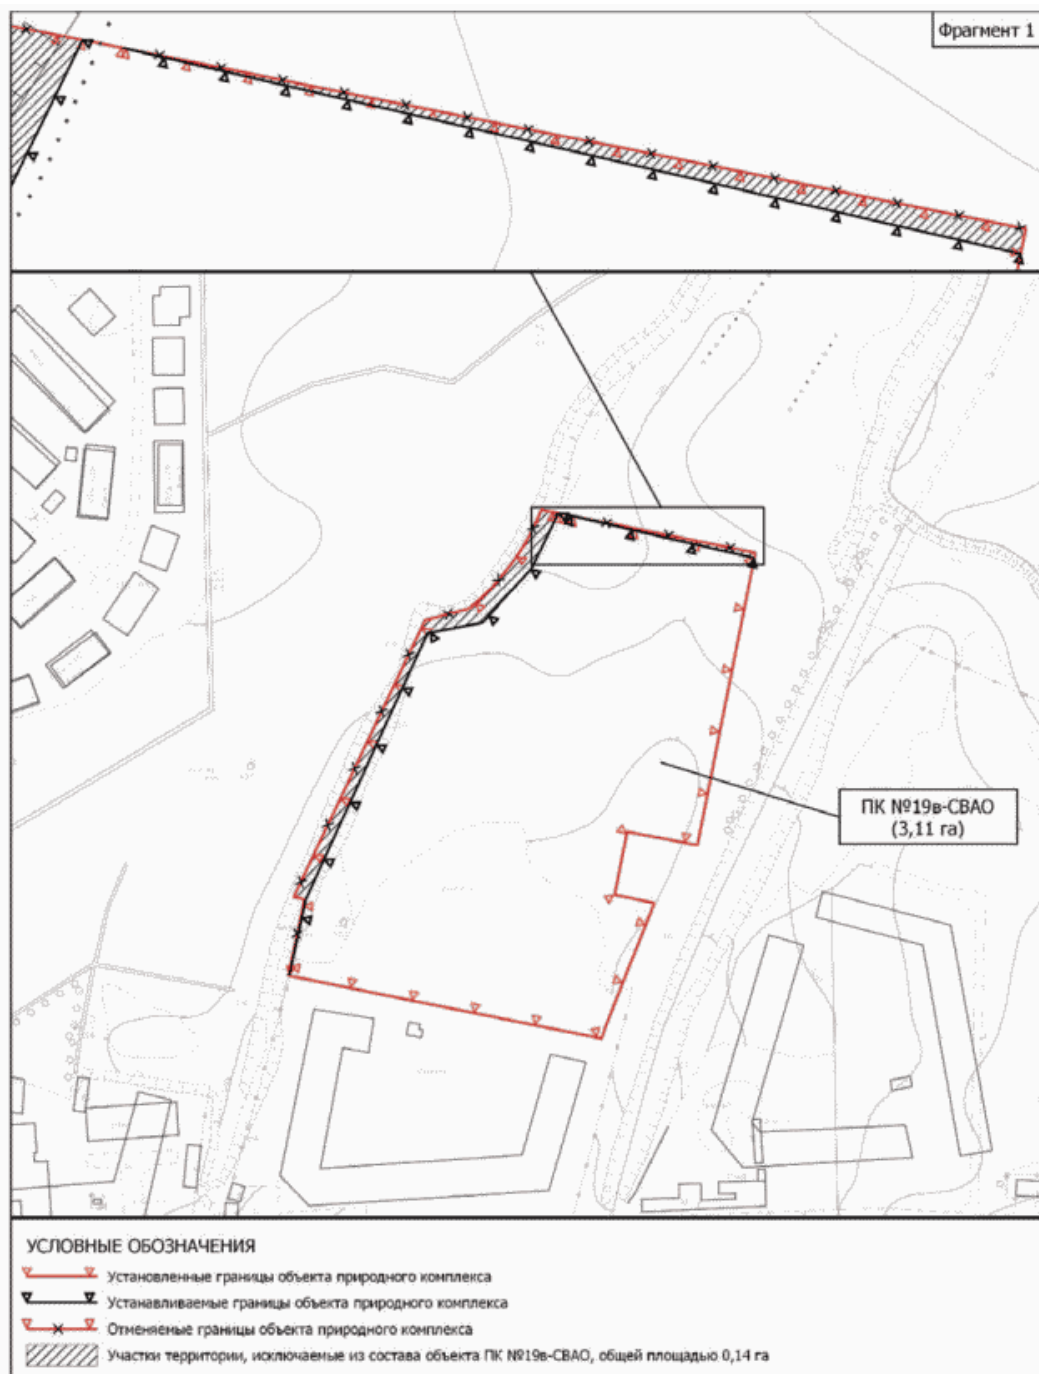 Фрагмент 1
ПК №19в-СВАО
(3,11 га)
УСЛОВНЫЕ ОБОЗНАЧЕНИЯ
Установленные границы объекта природного комплекса
Устанавливаемые границы объекта природного комплекса
Отменяемые границы объекта природного комплекса
Участки территории, исключаемые из состава объекта ПК №19в-СВАО, общей площадью 0,14 га